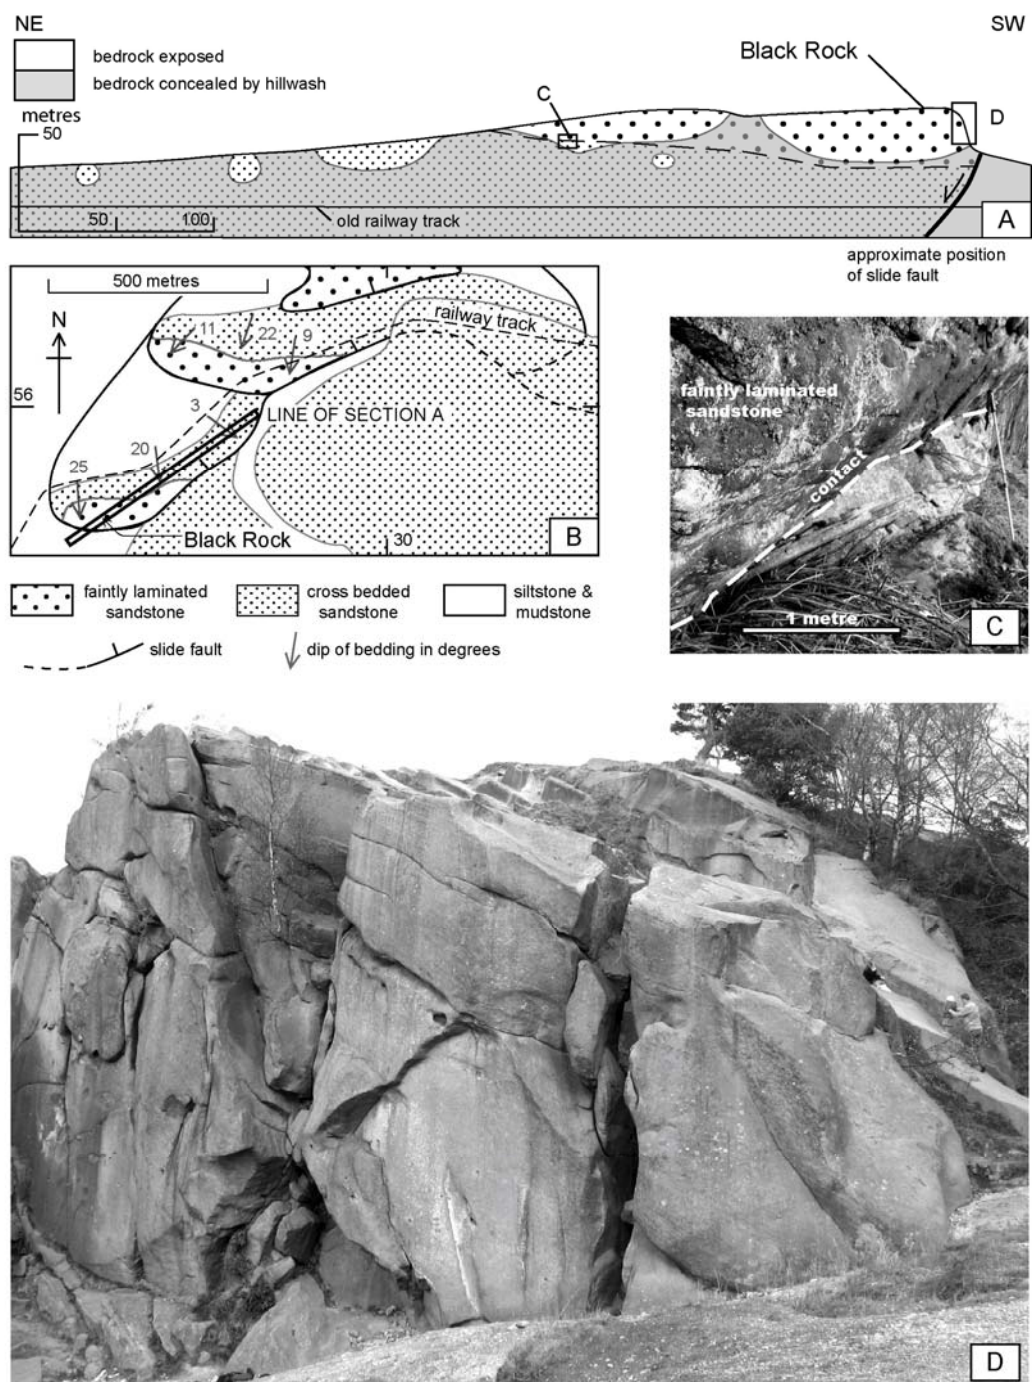 NE
SW
bedrock exposed
bedrock concealed by hillwash
metres
50
Black Rock
C
D
50
100
old railway track
A
approximate position
of slide fault
500 metres
N
11
22
9
railway track
56
3
LINE OF SECTION A
20
25
Black Rock
30
B
faintly laminated
sandstone
contact
1 metre
C
faintly laminated
sandstone
cross bedded
sandstone
siltstone &
mudstone
slide fault
dip of bedding in degrees
D